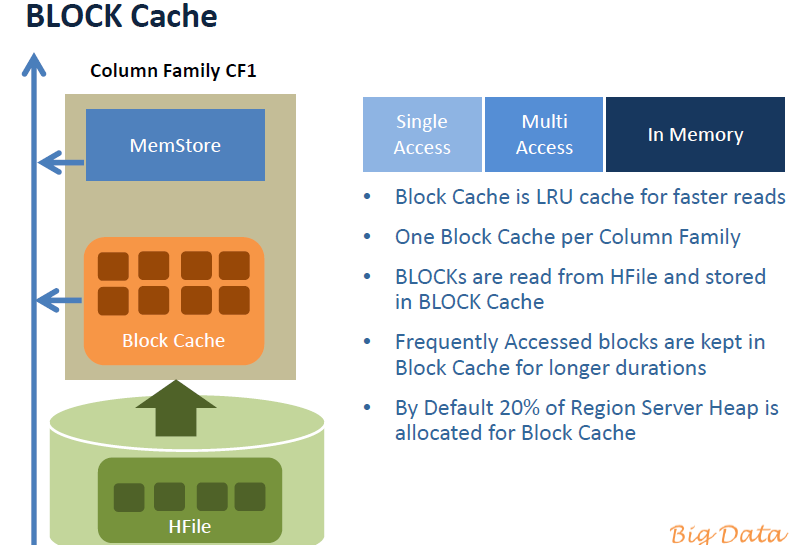 BLOCK Cache
Column Family CF1
MemStore
Block Cache
HFile
Single
Access
Multi
Access
In Memory
• Block Cache is LRU cache for faster reads
• One Block Cache per Column Family
• BLOCKs are read from HFile and stored
in BLOCK Cache
• Frequently Accessed blocks are kept in
Block Cache for longer durations
• By Default 20% of Region Server Heap is
allocated for Block Cache
Big Data